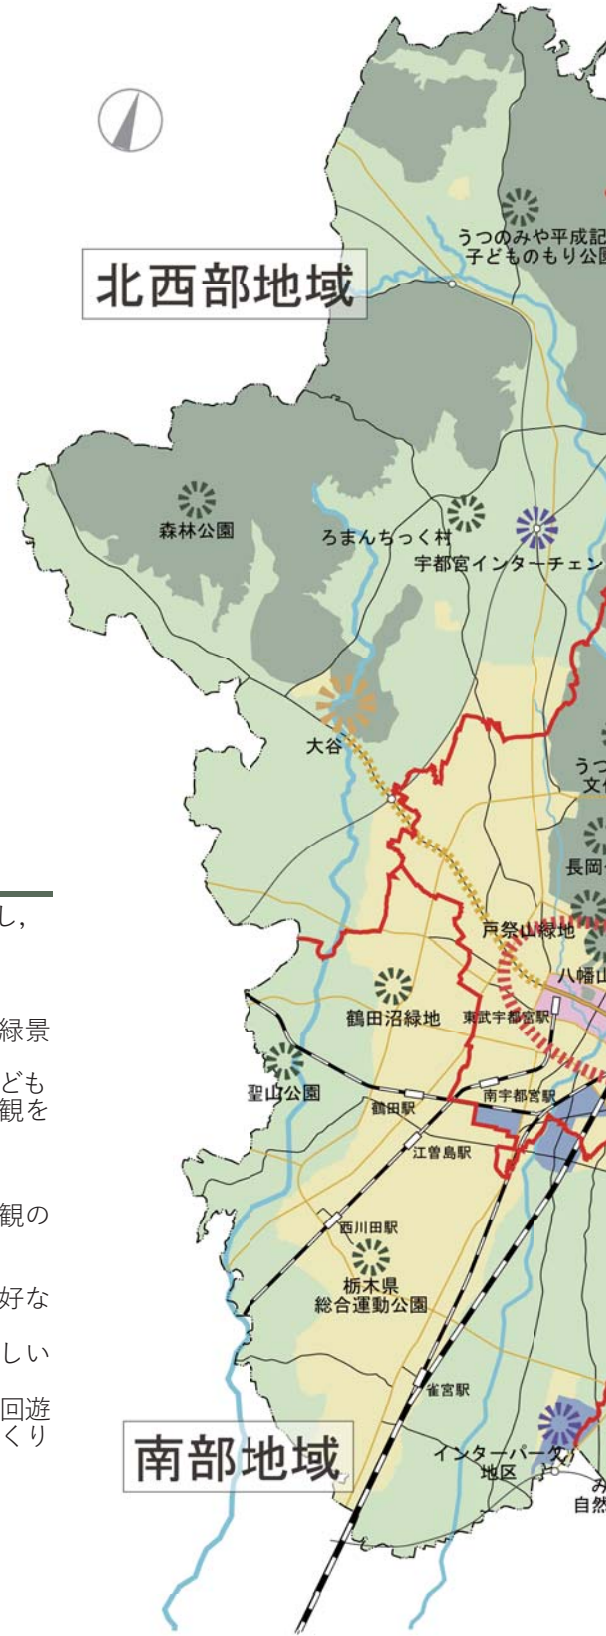 うつのみや平成記
子どものもり公園
北西部地域
森林公園
ろまんちっく村
宇都宮インターチェン
大谷
うつ
文化
長岡
し,
戸祭山緑地
八幡山
緑景
鶴田沼緑地
東武宇都宮駅
ども
観を
聖山公園
南宇都宮駅
鶴田駅
江曽島駅
観の
西川田駅
栃木県
総合運動公園
好な
しい
雀宮駅
回遊
くり
南部地域
インターパーク
地区
み
自然